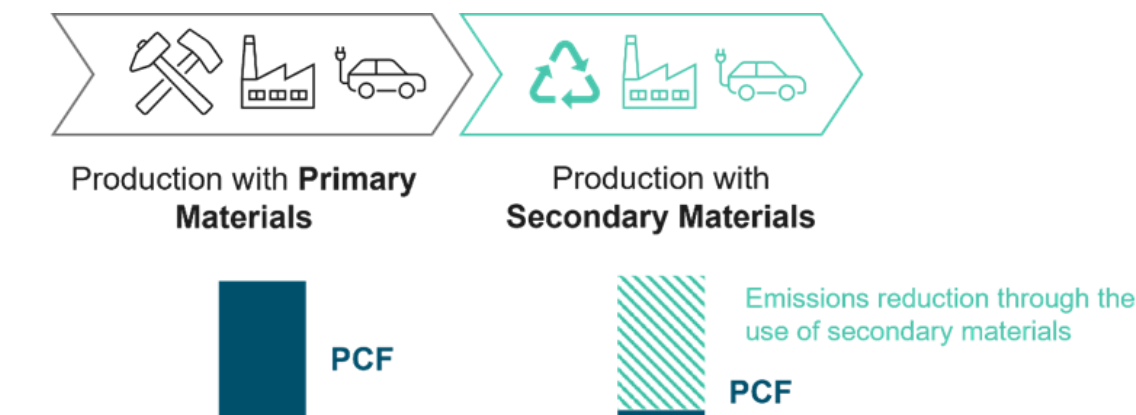 Production with Primary
Materials
Production with
Secondary Materials
PCF
Emissions reduction through the
use of secondary materials
PCF